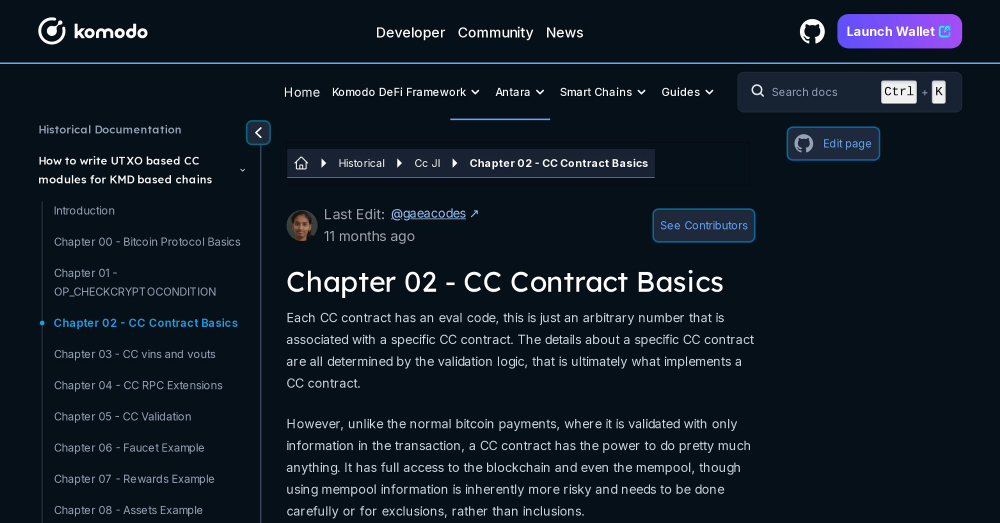 komodo
Developer Community News
Launch Wallet
Home Komodo DeFi Framework Antara Smart Chains Guides
Search docs Ctrl + K
Historical Documentation
How to write UTXO based CC
modules for KMD based chains
Introduction
Chapter 00 - Bitcoin Protocol Basics
Chapter 01 -
OP_CHECKCRYPTOCONDITION
Chapter 02 - CC Contract Basics
Chapter 03 - CC vins and vouts
Chapter 04 - CC RPC Extensions
Chapter 05 - CC Validation
Chapter 06 - Faucet Example
Chapter 07 - Rewards Example
Chapter 08 - Assets Example
Historical Cc Jl Chapter 02 - CC Contract Basics
Edit page
Last Edit: @gaeacodes ↗
11 months ago
See Contributors
Chapter 02 - CC Contract Basics
Each CC contract has an eval code, this is just an arbitrary number that is
associated with a specific CC contract. The details about a specific CC contract
are all determined by the validation logic, that is ultimately what implements a
CC contract.
However, unlike the normal bitcoin payments, where it is validated with only
information in the transaction, a CC contract has the power to do pretty much
anything. It has full access to the blockchain and even the mempool, though
using mempool information is inherently more risky and needs to be done
carefully or for exclusions, rather than inclusions.